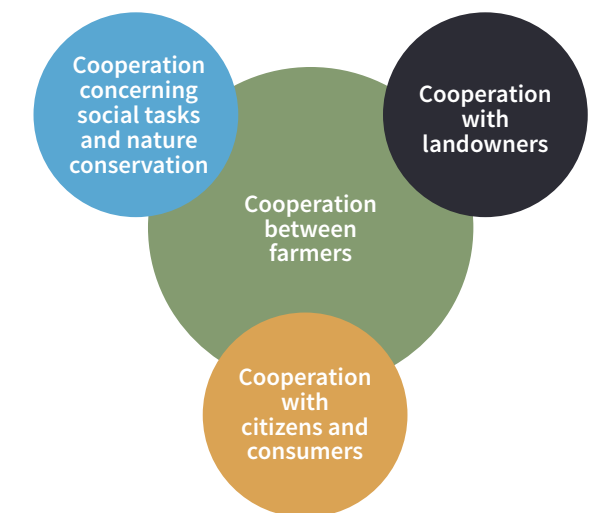 Cooperation
concerning
social tasks
and nature
conservation
Cooperation
with
landowners
Cooperation
between
farmers
Cooperation
with
citizens and
consumers